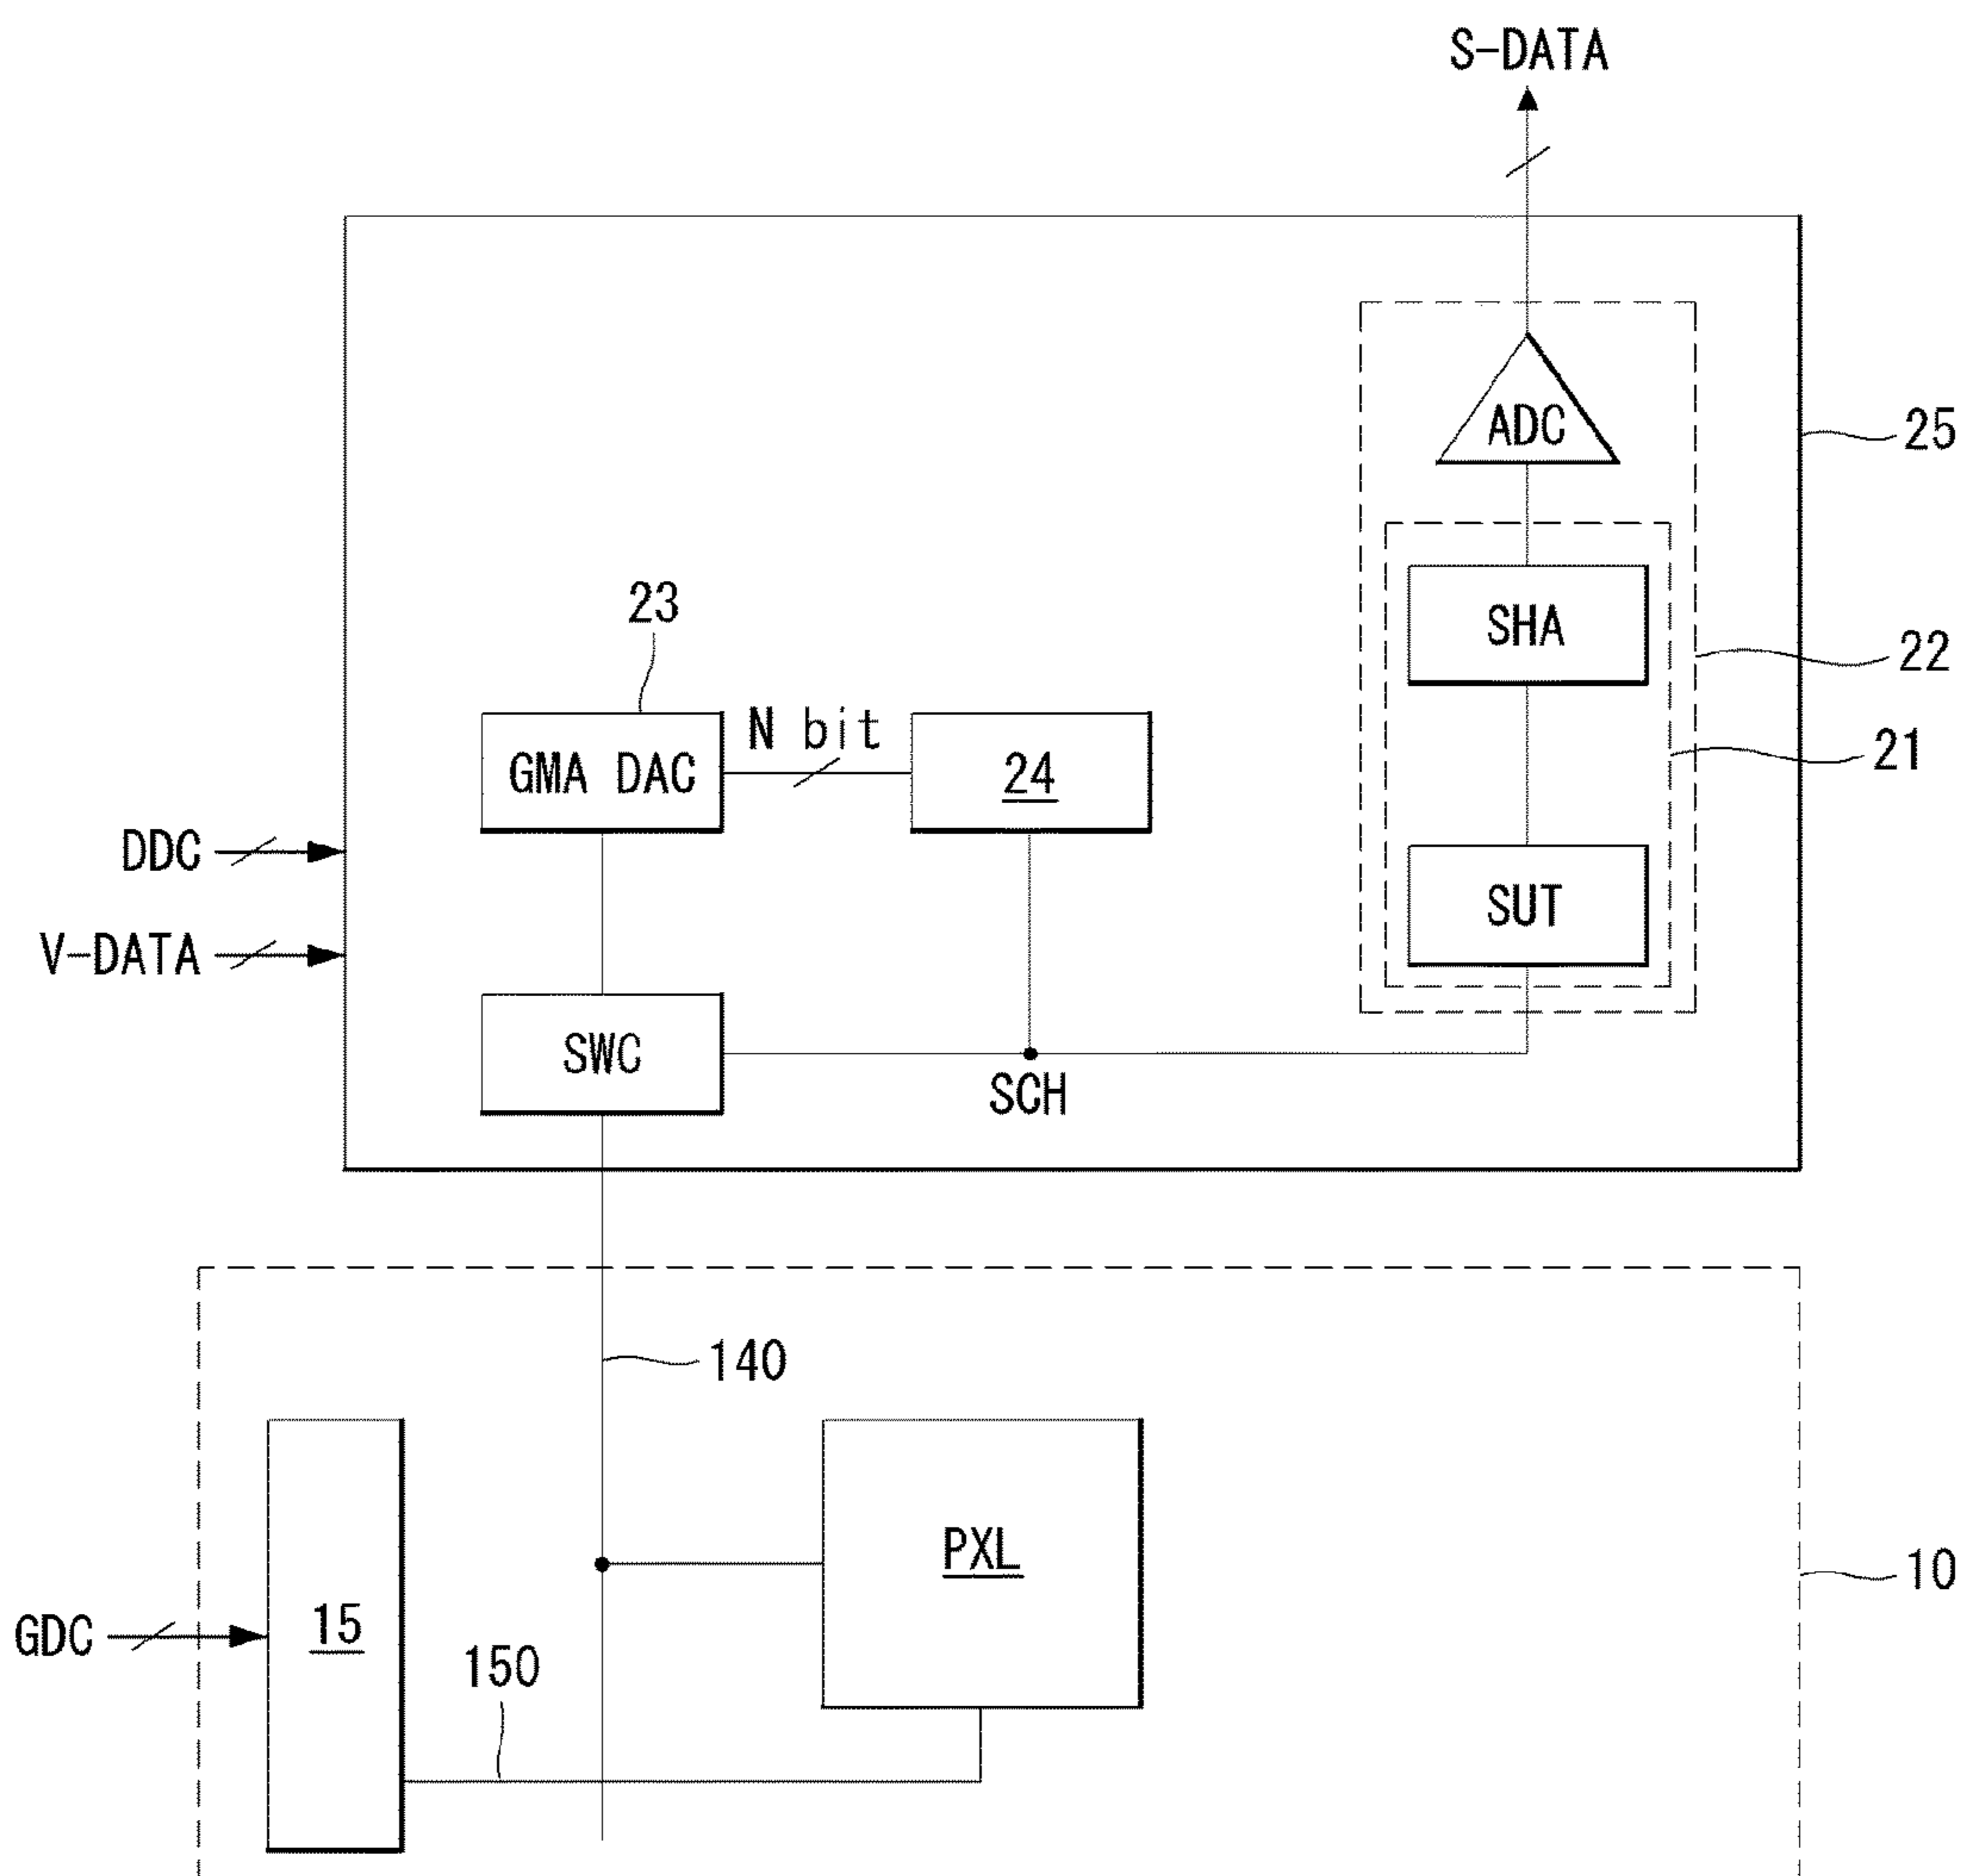 S-DATA
ADC
25
SHA
23
22
N bit
GMA DAC
24
21
DDC
SUT
V-DATA
SWC
SCH
140
PXL
10
15
GDC
150